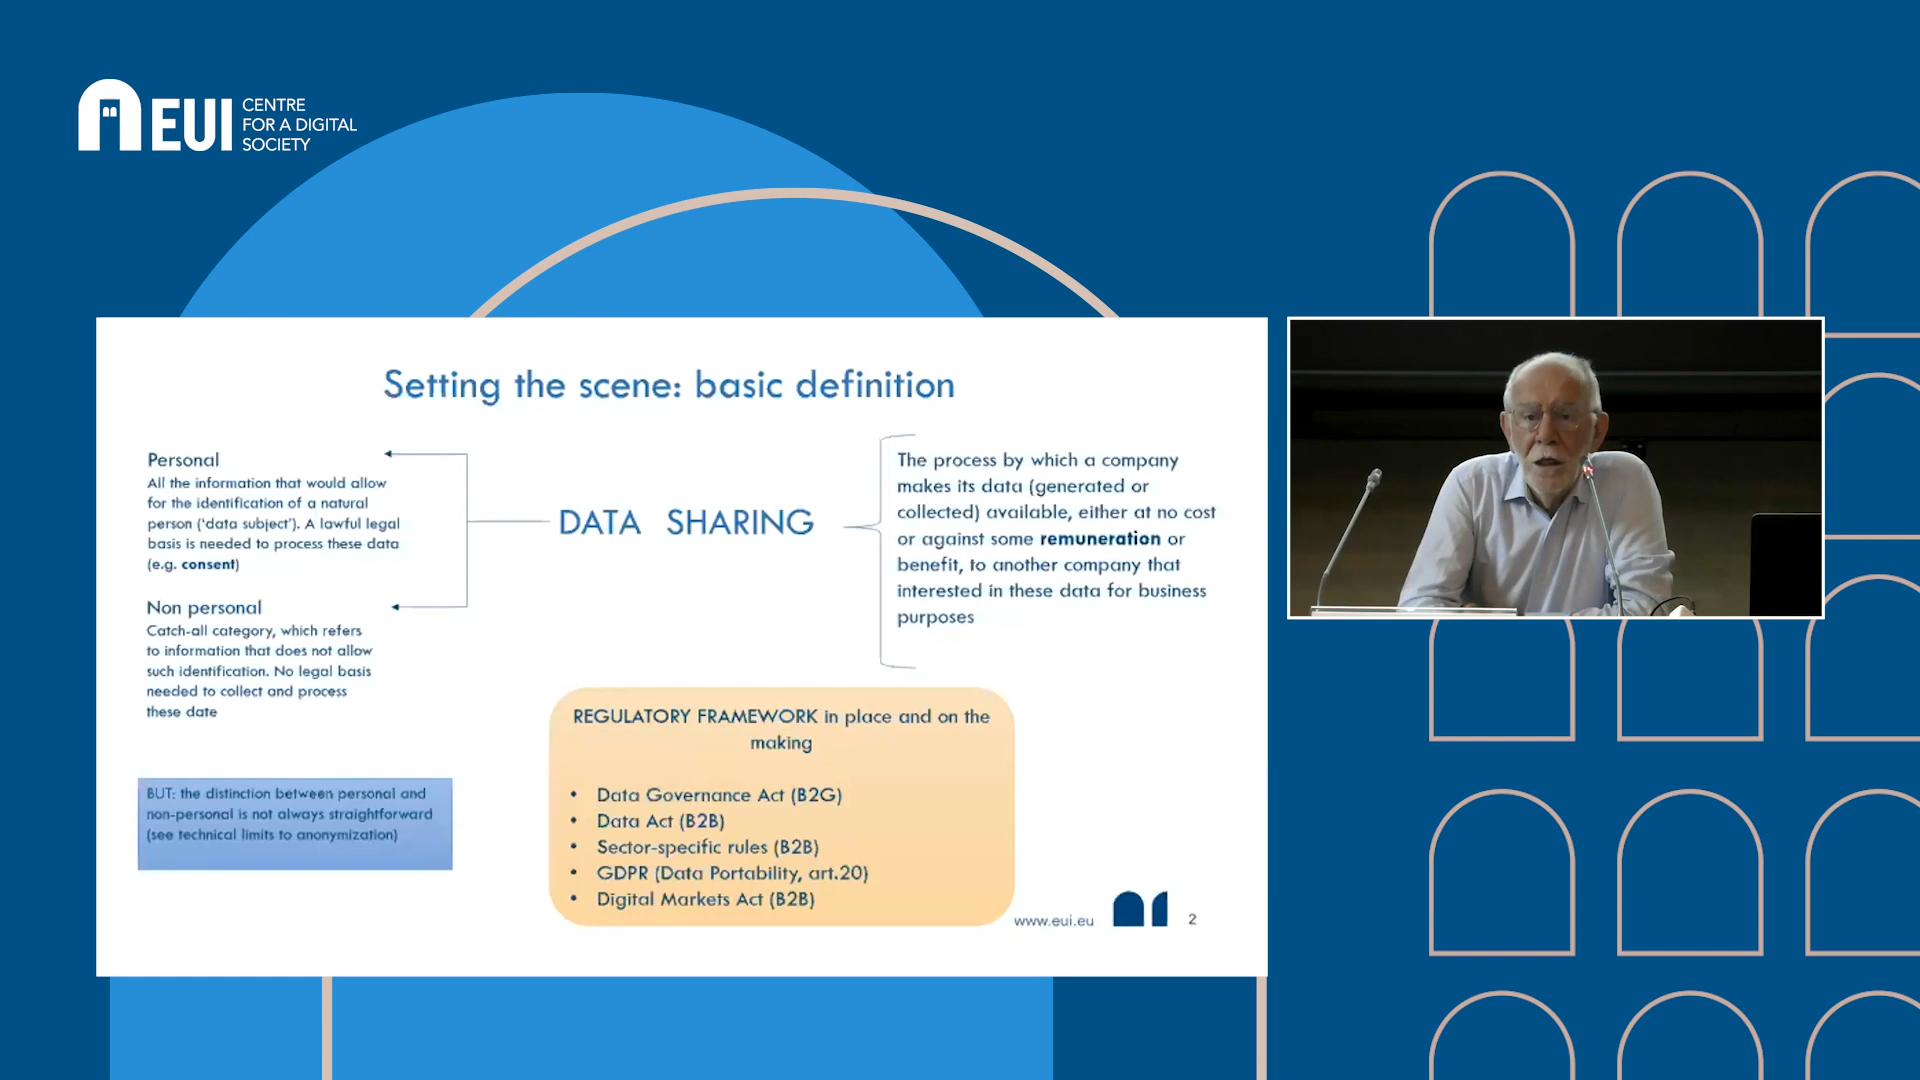 EUI
CENTRE
FOR A DIGITAL
SOCIETY
Setting the scene: basic definition
Personal
All the information that would allow
for the identification of a natural
person ('data subject'). A lawful legal
basis is needed to process these data
(e.g. consent)
Non personal
Catch-all category, which refers
to information that does not allow
such identification. No legal basis
needed to collect and process
these date
BUT: the distinction between personal and
non-personal is not always straightforward
(see technical limits to anonymization)
DATA SHARING
The process by which a company
makes its data (generated or
collected) available, either at no cost
or against some remuneration or
benefit, to another company that
interested in these data for business
purposes
REGULATORY FRAMEWORK in place and on the
making
• Data Governance Act (B2G)
• Data Act (B2B)
• Sector-specific rules (B2B)
• GDPR (Data Portability, art.20)
• Digital Markets Act (B2B)
www.eui.eu
2